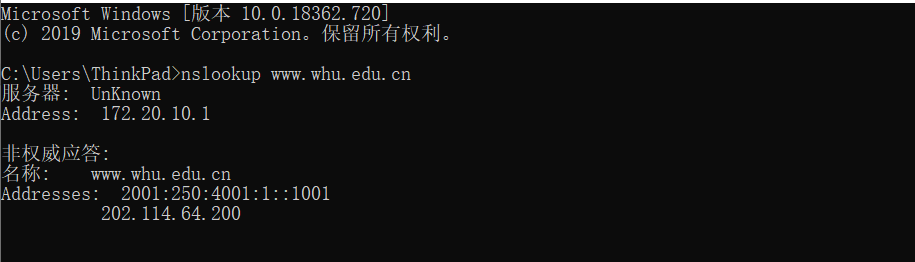 Microsoft Windows [版本 10.0.18362.720]
(c) 2019 Microsoft Corporation。保留所有权利。
C:\Users\ThinkPad>nslookup www.whu.edu.cn
服务器:  UnKnown
Address:  172.20.10.1
非权威应答:
名称:    www.whu.edu.cn
Addresses:  2001:250:4001:1::1001
202.114.64.200